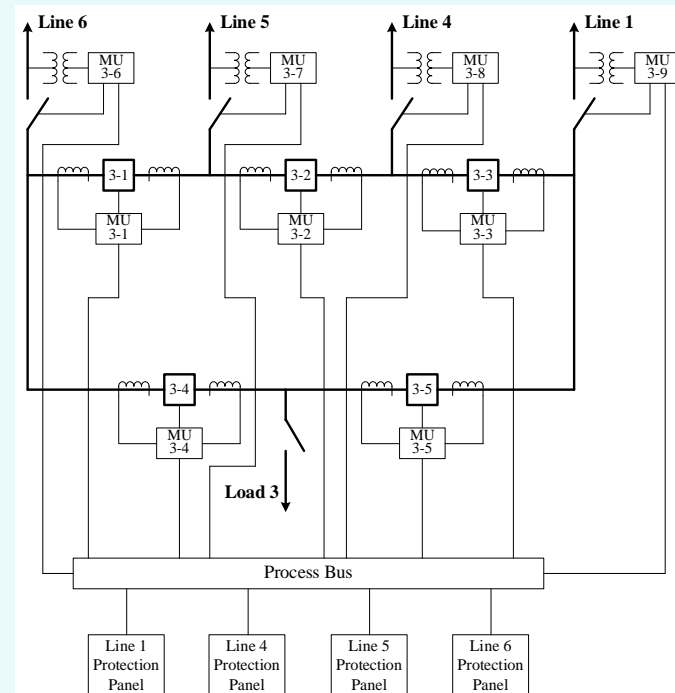 Line 6
Line 5
Line 4
Line 1
MU
3-6
MU
3-7
MU
3-8
MU
3-9
3-1
3-2
3-3
MU
3-1
MU
3-2
MU
3-3
3-4
3-5
MU
3-4
MU
3-5
Load 3
Process Bus
Line 1
Protection
Panel
Line 4
Protection
Panel
Line 5
Protection
Panel
Line 6
Protection
Panel